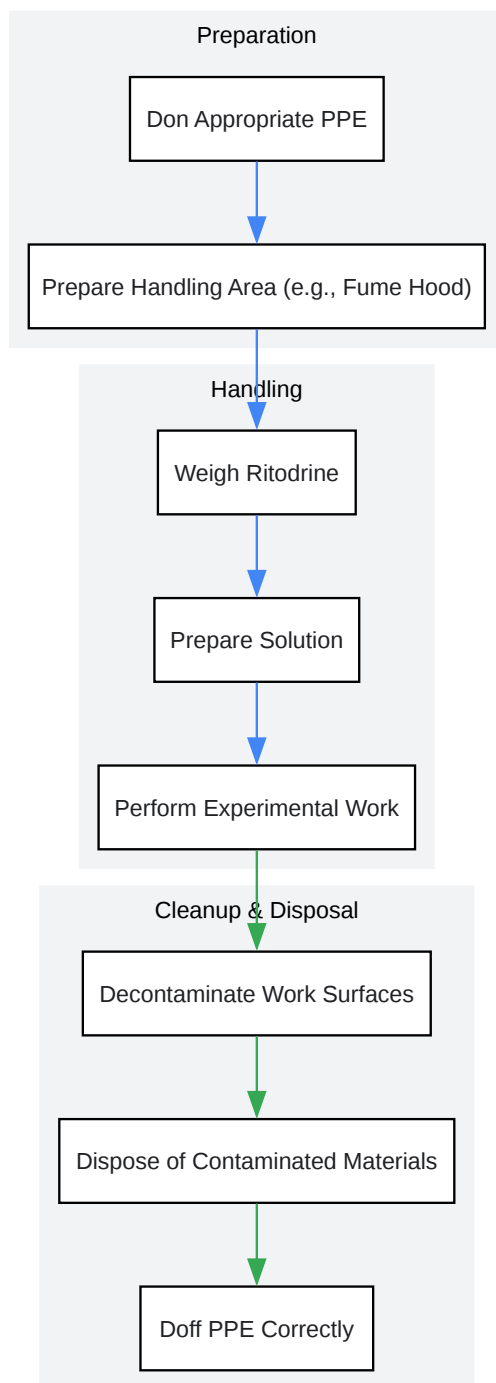 Preparation
Don Appropriate PPE
Prepare Handling Area (e.g., Fume Hood)
Handling
Weigh Ritodrine
Prepare Solution
Perform Experimental Work
Cleanup & Disposal
Decontaminate Work Surfaces
Dispose of Contaminated Materials
Doff PPE Correctly